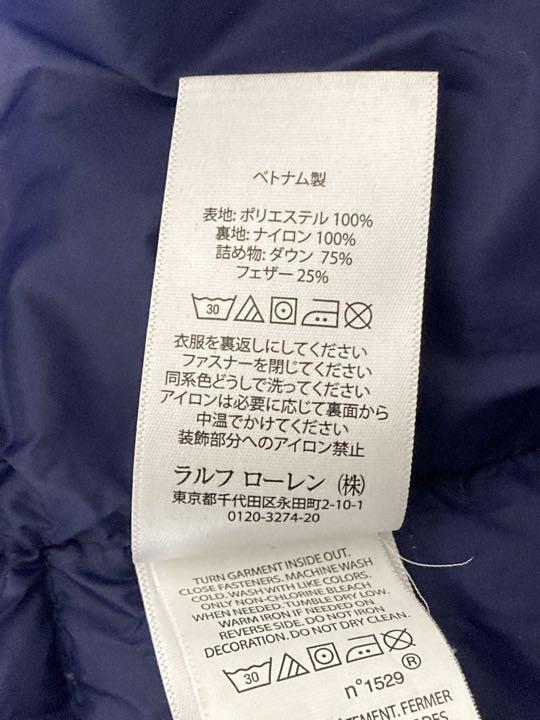 ベトナム製
表地: ポリエステル 100%
裏地: ナイロン 100%
詰め物: ダウン 75%
フェザー 25%
30
衣服を裏返しにしてください
ファスナーを閉じてください
同系色どうしで洗ってください
アイロンは必要に応じて裏面から
中温でかけてください
装飾部分へのアイロン禁止
ラルフ ローレン (株)
東京都千代田区永田町2-10-1
0120-3274-20
TURN GARMENT INSIDE OUT.
CLOSE FASTENERS. MACHINE WASH
COLD. WASH WITH LIKE COLORS.
ONLY NON-CHLORINE BLEACH
WHEN NEEDED. TUMBLE DRY LOW.
WARM IRON IF NEEDED ON
REVERSE SIDE. DO NOT IRON
DECORATION. DO NOT DRY CLEAN
30
®
n°1529
FERMER